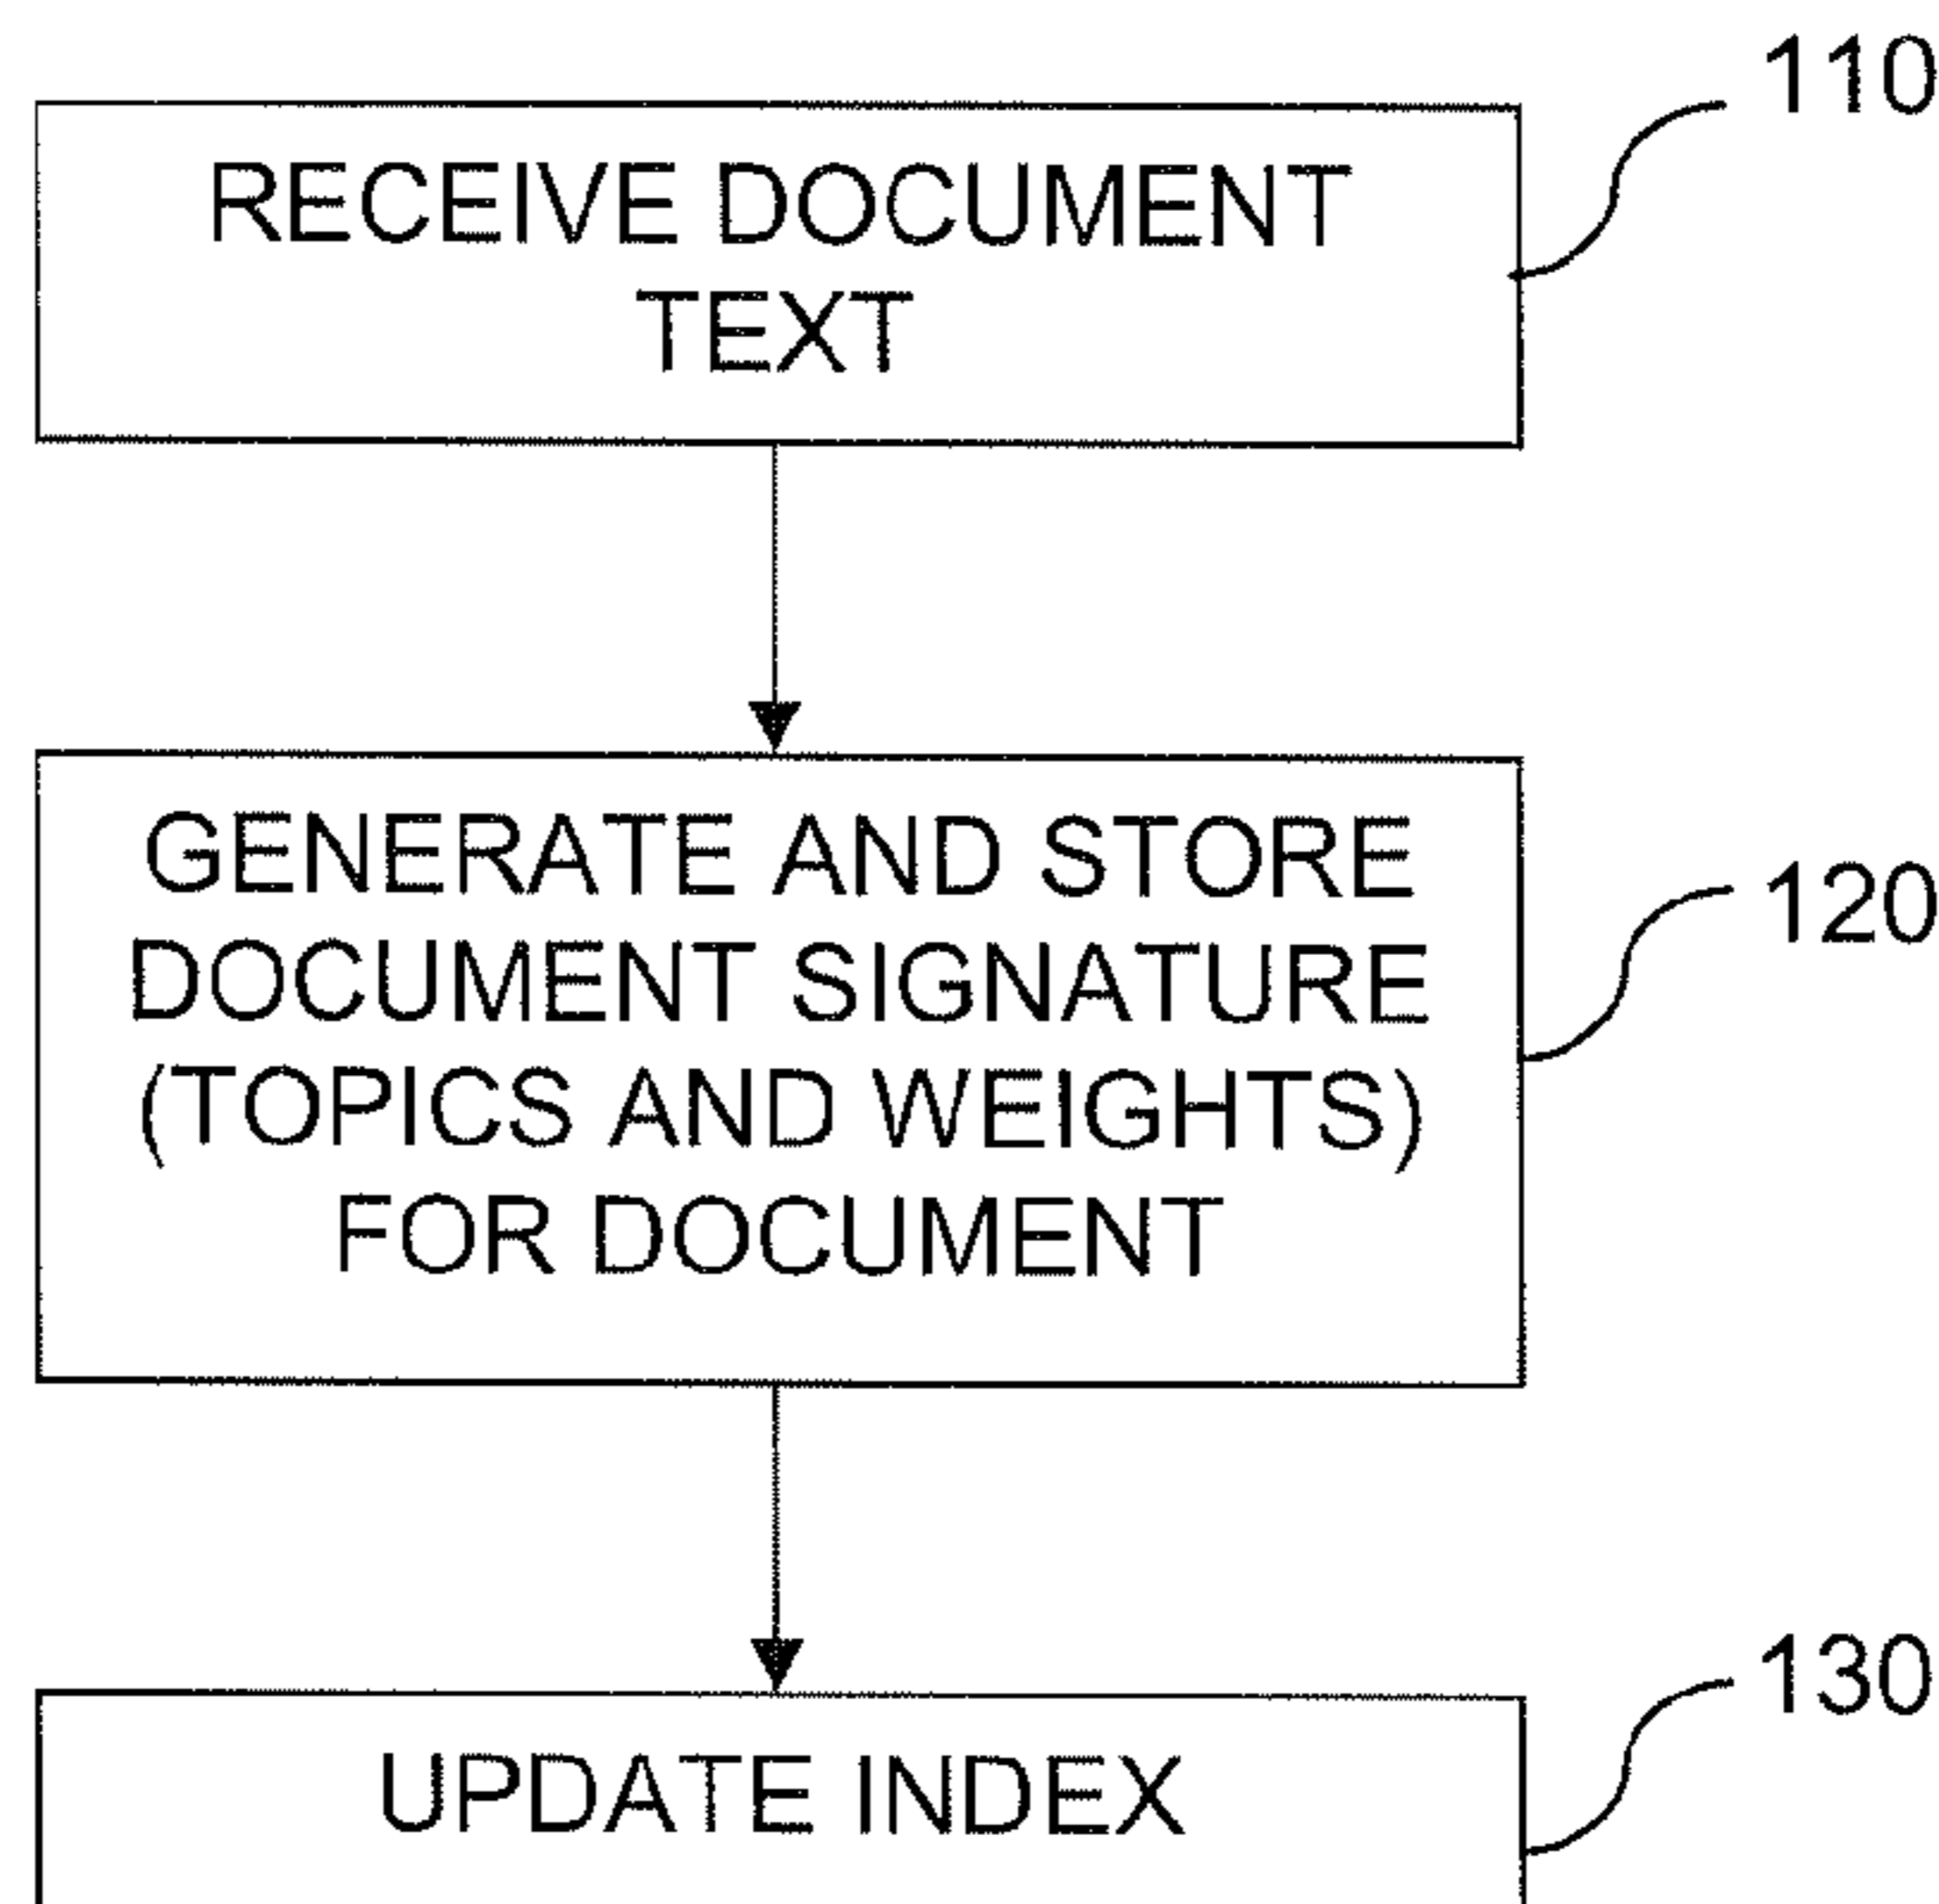 110
RECEIVE DOCUMENT
TEXT
GENERATE AND STORE
DOCUMENT SIGNATURE
(TOPICS AND WEIGHTS)
FOR DOCUMENT
120
130
UPDATE INDEX